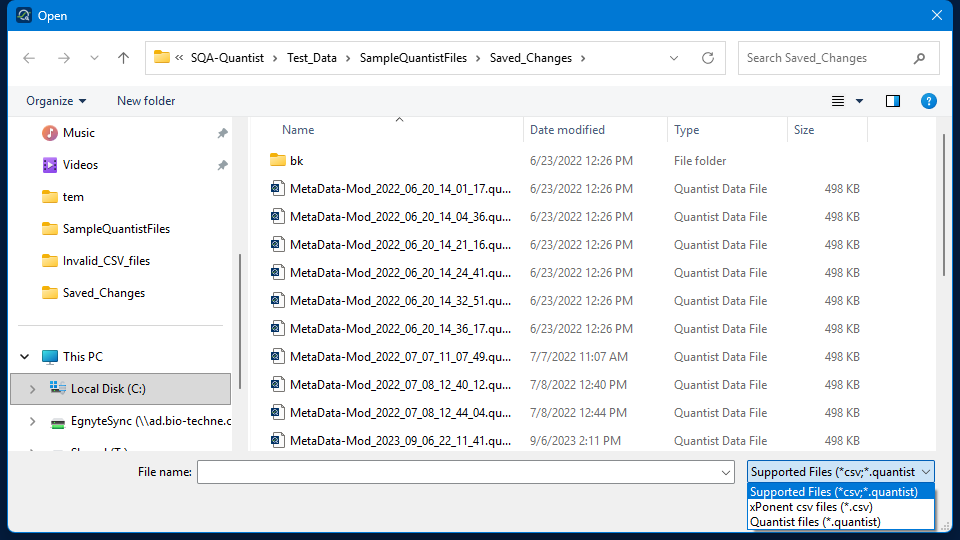 Open
« SQA-Quantist › Test_Data › SampleQuantistFiles › Saved_Changes ›
Search Saved_Changes
Organize
New folder
Music
Videos
tem
SampleQuantistFiles
Invalid_CSV_files
Saved_Changes
This PC
Local Disk (C:)
EgnyteSync (\\ad.bio-techne.c
Name Date modified Type Size
bk 6/23/2022 12:26 PM File folder
MetaData-Mod_2022_06_20_14_01_17.qu... 6/23/2022 12:26 PM Quantist Data File 498 KB
MetaData-Mod_2022_06_20_14_04_36.qu... 6/23/2022 12:26 PM Quantist Data File 498 KB
MetaData-Mod_2022_06_20_14_21_16.qu... 6/23/2022 12:26 PM Quantist Data File 498 KB
MetaData-Mod_2022_06_20_14_24_41.qu... 6/23/2022 12:26 PM Quantist Data File 498 KB
MetaData-Mod_2022_06_20_14_32_51.qu... 6/23/2022 12:26 PM Quantist Data File 498 KB
MetaData-Mod_2022_06_20_14_36_17.qu... 6/23/2022 12:26 PM Quantist Data File 498 KB
MetaData-Mod_2022_07_07_11_07_49.qu... 7/7/2022 11:07 AM Quantist Data File 498 KB
MetaData-Mod_2022_07_08_12_40_12.qu... 7/8/2022 12:40 PM Quantist Data File 498 KB
MetaData-Mod_2022_07_08_12_44_04.qu... 7/8/2022 12:44 PM Quantist Data File 498 KB
MetaData-Mod_2023_09_06_22_11_41.qu... 9/6/2023 2:11 PM Quantist Data File 498 KB
File name:
Supported Files (*csv;*.quantist
Supported Files (*csv;*.quantist)
xPonent csv files (*.csv)
Quantist files (*.quantist)